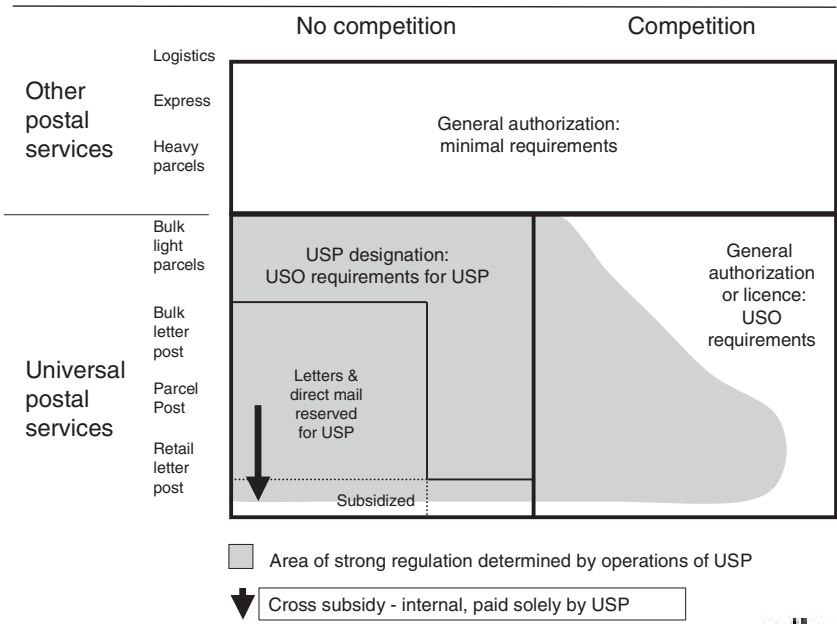 No competition
Competition
Other
postal
services
Logistics
Express
Heavy
parcels
General authorization:
minimal requirements
Universal
postal
services
Bulk
light
parcels
Bulk
letter
post
Parcel
Post
Retail
letter
post
USP designation:
USO requirements for USP
Letters &
direct mail
reserved
for USP
Subsidized
General
authorization
or licence:
USO
requirements
Area of strong regulation determined by operations of USP
Cross subsidy - internal, paid solely by USP